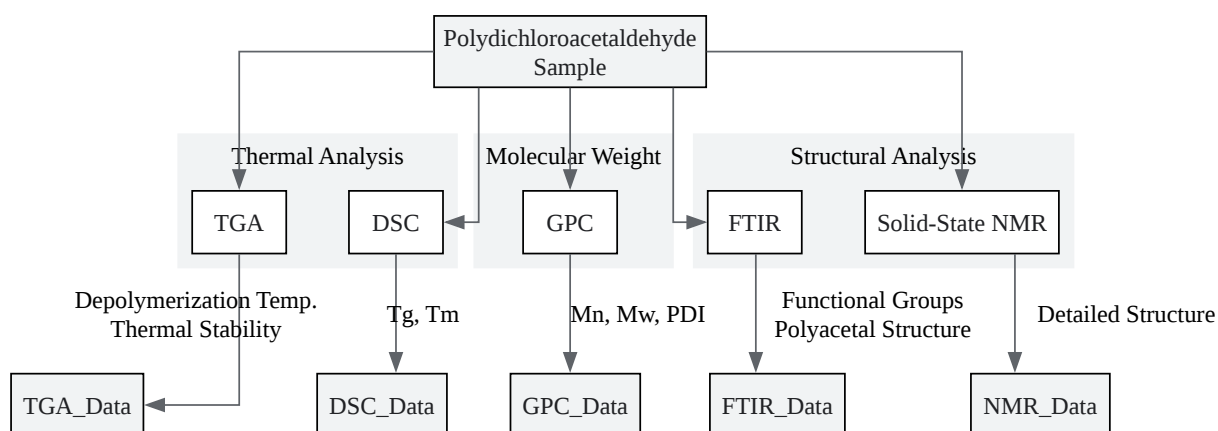 Polydichloroacetaldehyde
Sample
Thermal Analysis
Molecular Weight
Structural Analysis
TGA
DSC
GPC
FTIR
Solid-State NMR
Depolymerization Temp.
Thermal Stability
Tg, Tm
Mn, Mw, PDI
Functional Groups
Polyacetal Structure
Detailed Structure
TGA_Data
DSC_Data
GPC_Data
FTIR_Data
NMR_Data